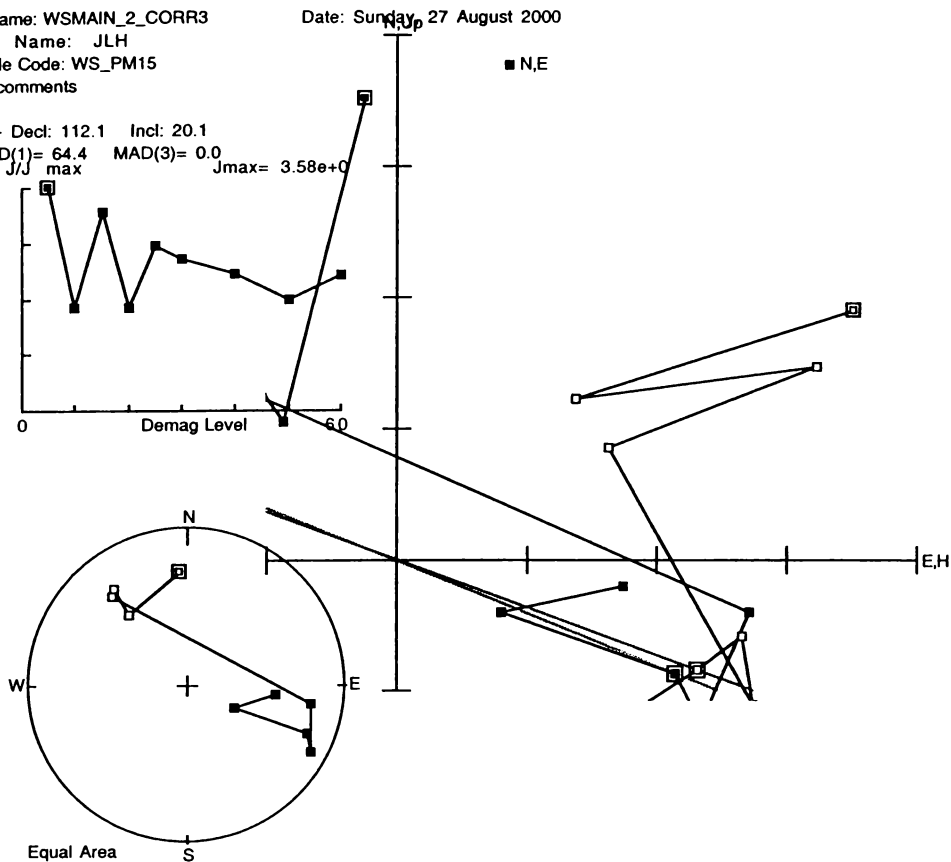 ame: WSMAIN_2_CORR3 Date: Sunday, 27 August 2000
Name: JLH
le Code: WS_PM15
comments
Decl: 112.1 Incl: 20.1
D(1)= 64.4 MAD(3)= 0.0
J/J max Jmax= 3.58e+0
N,Up
N,E
0 Demag Level 60
E,H
N
W E
S
Equal Area